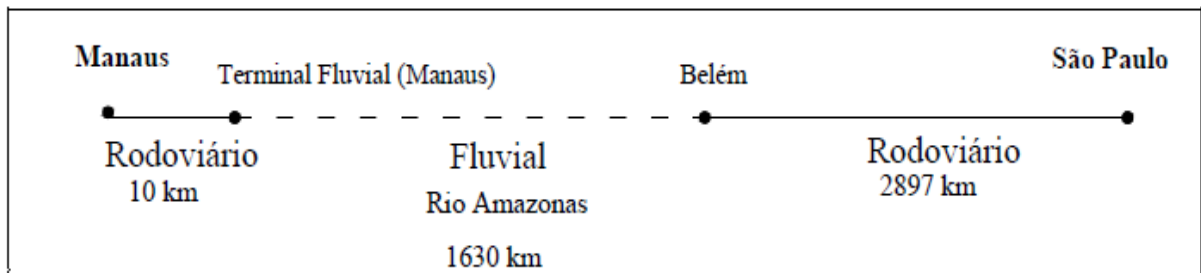 Manaus
Terminal Fluvial (Manaus)
Belém
São Paulo
Rodoviário
10 km
Fluvial
Rio Amazonas
1630 km
Rodoviário
2897 km